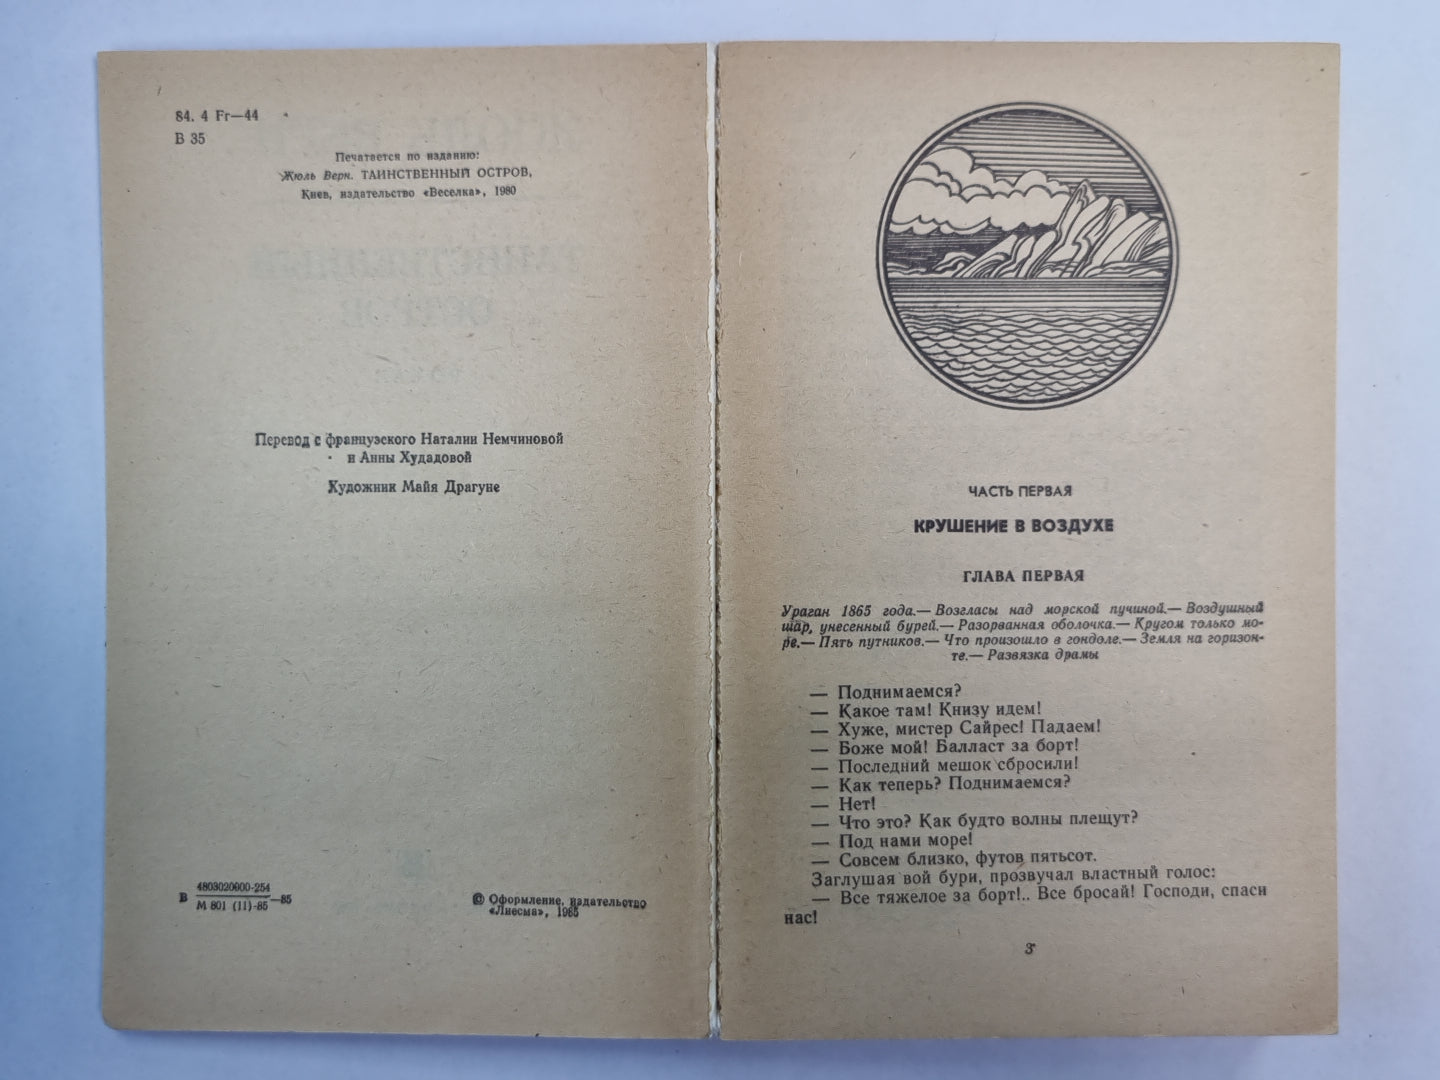 84. 4 Fr—44
В 35
Печатается по изданию:
Жюль Верн. ТАИНСТВЕННЫЙ ОСТРОВ,
Киев, издательство «Веселка», 1980
Перевод с французского Наталии Немчиновой
и Анны Худадовой
Художник Майя Драгуне
В 4803020600-254
М 801 (11)-85 —85
© Оформление, издательство
«Лиесма», 1985
ЧАСТЬ ПЕРВАЯ
КРУШЕНИЕ В ВОЗДУХЕ
ГЛАВА ПЕРВАЯ
Ураган 1865 года.— Возгласы над морской пучиной.— Воздушный
шар, унесенный бурей.— Разорванная оболочка.— Кругом только мо-
ре.— Пять путников.— Что произошло в гондоле.— Земля на горизон-
те.— Развязка драмы
— Поднимаемся?
— Какое там! Книзу идем!
— Хуже, мистер Сайрес! Падаем!
— Боже мой! Балласт за борт!
— Последний мешок сбросили!
— Как теперь? Поднимаемся?
— Нет!
— Что это? Как будто волны плещут?
— Под нами море!
— Совсем близко, футов пятьсот.
Заглушая вой бури, прозвучал властный голос:
— Все тяжелое за борт!.. Все бросай! Господи, спаси
нас!
3